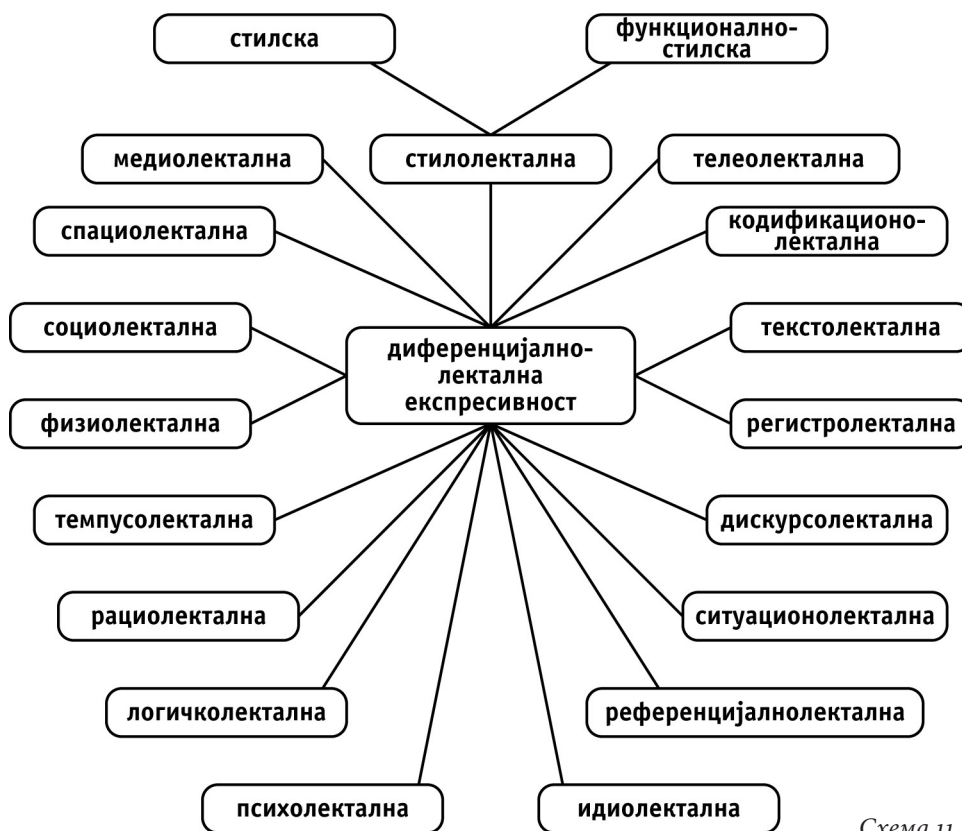 стилска
функционално-
стилска
медиолектална
стилолектална
телеолектална
спациолектална
кодификационо-
лектална
социолектална
диференцијално-
лектална
експресивност
текстолектална
физиолектална
регистролектална
темпусолектална
дискурсолектална
рациолектална
ситуационолектална
логичколектална
референцијалнолектална
психолектална
идиолектална
Схема 11